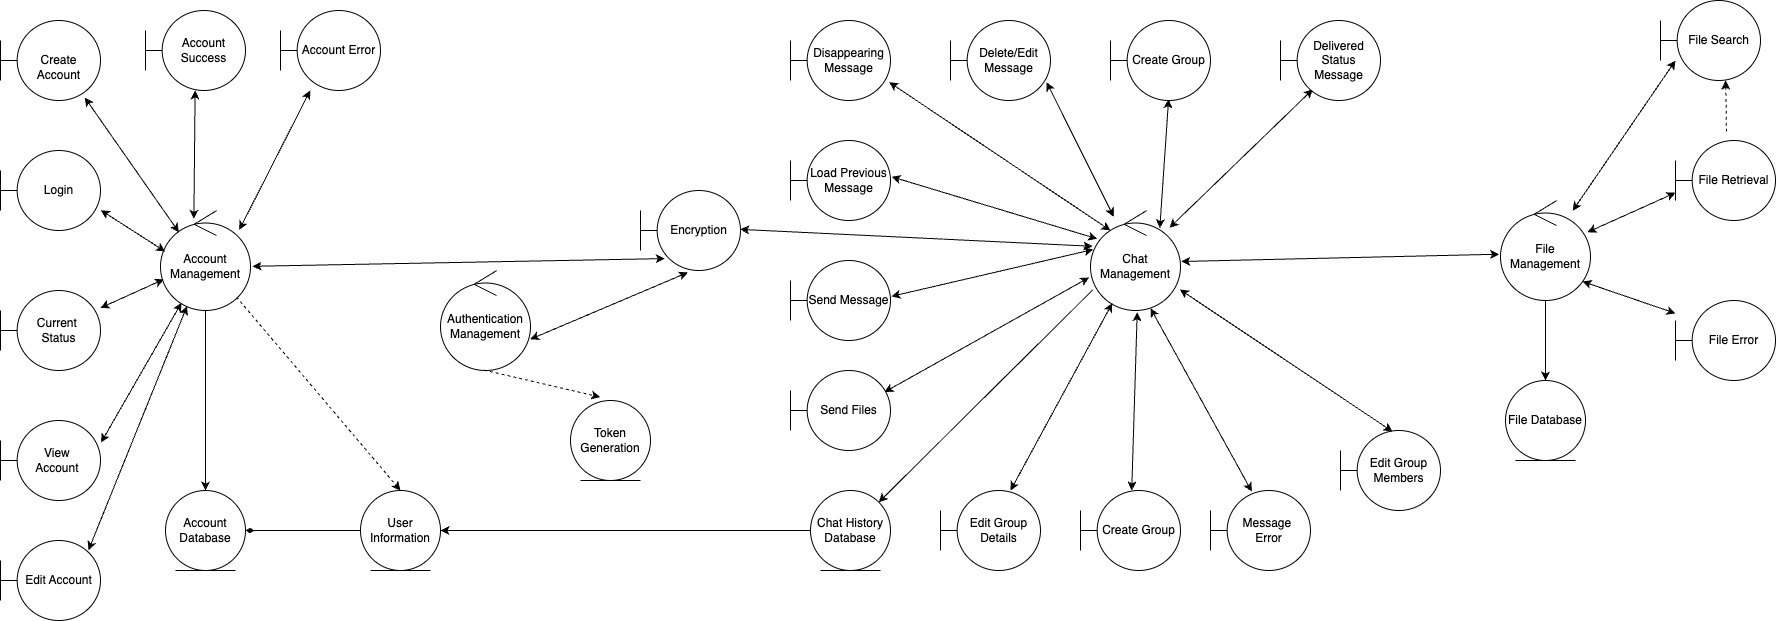 Create
Account
Account
Success
Account Error
Disappearing
Message
Delete/Edit
Message
Create Group
Delivered
Status
Message
File Search
Login
Load Previous
Message
File Retrieval
Encryption
Account
Management
Chat
Management
File
Management
Current
Status
Authentication
Management
Send Message
File Error
View
Account
Token
Generation
Send Files
File Database
Edit Group
Members
Account
Database
User
Information
Chat History
Database
Edit Group
Details
Create Group
Message
Error
Edit Account